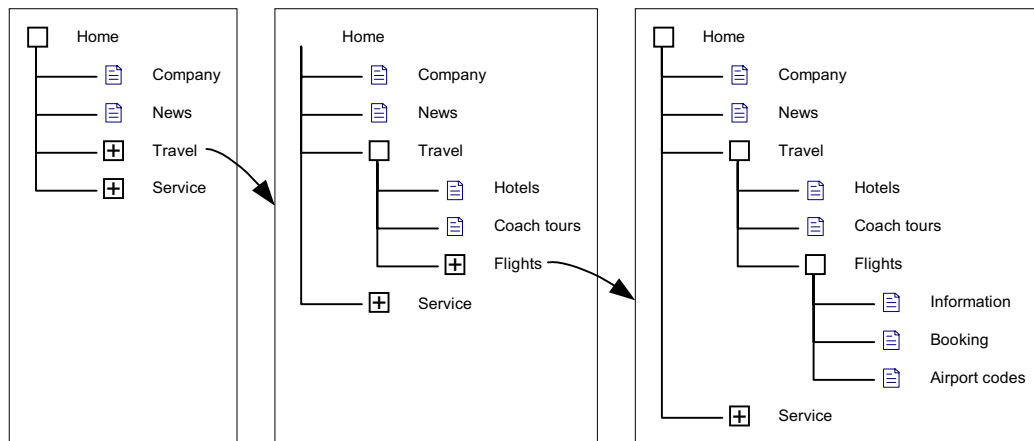 Home
Company
News
Travel
Service
Home
Company
News
Travel
Hotels
Coach tours
Flights
Service
Home
Company
News
Travel
Hotels
Coach tours
Flights
Information
Booking
Airport codes
Service